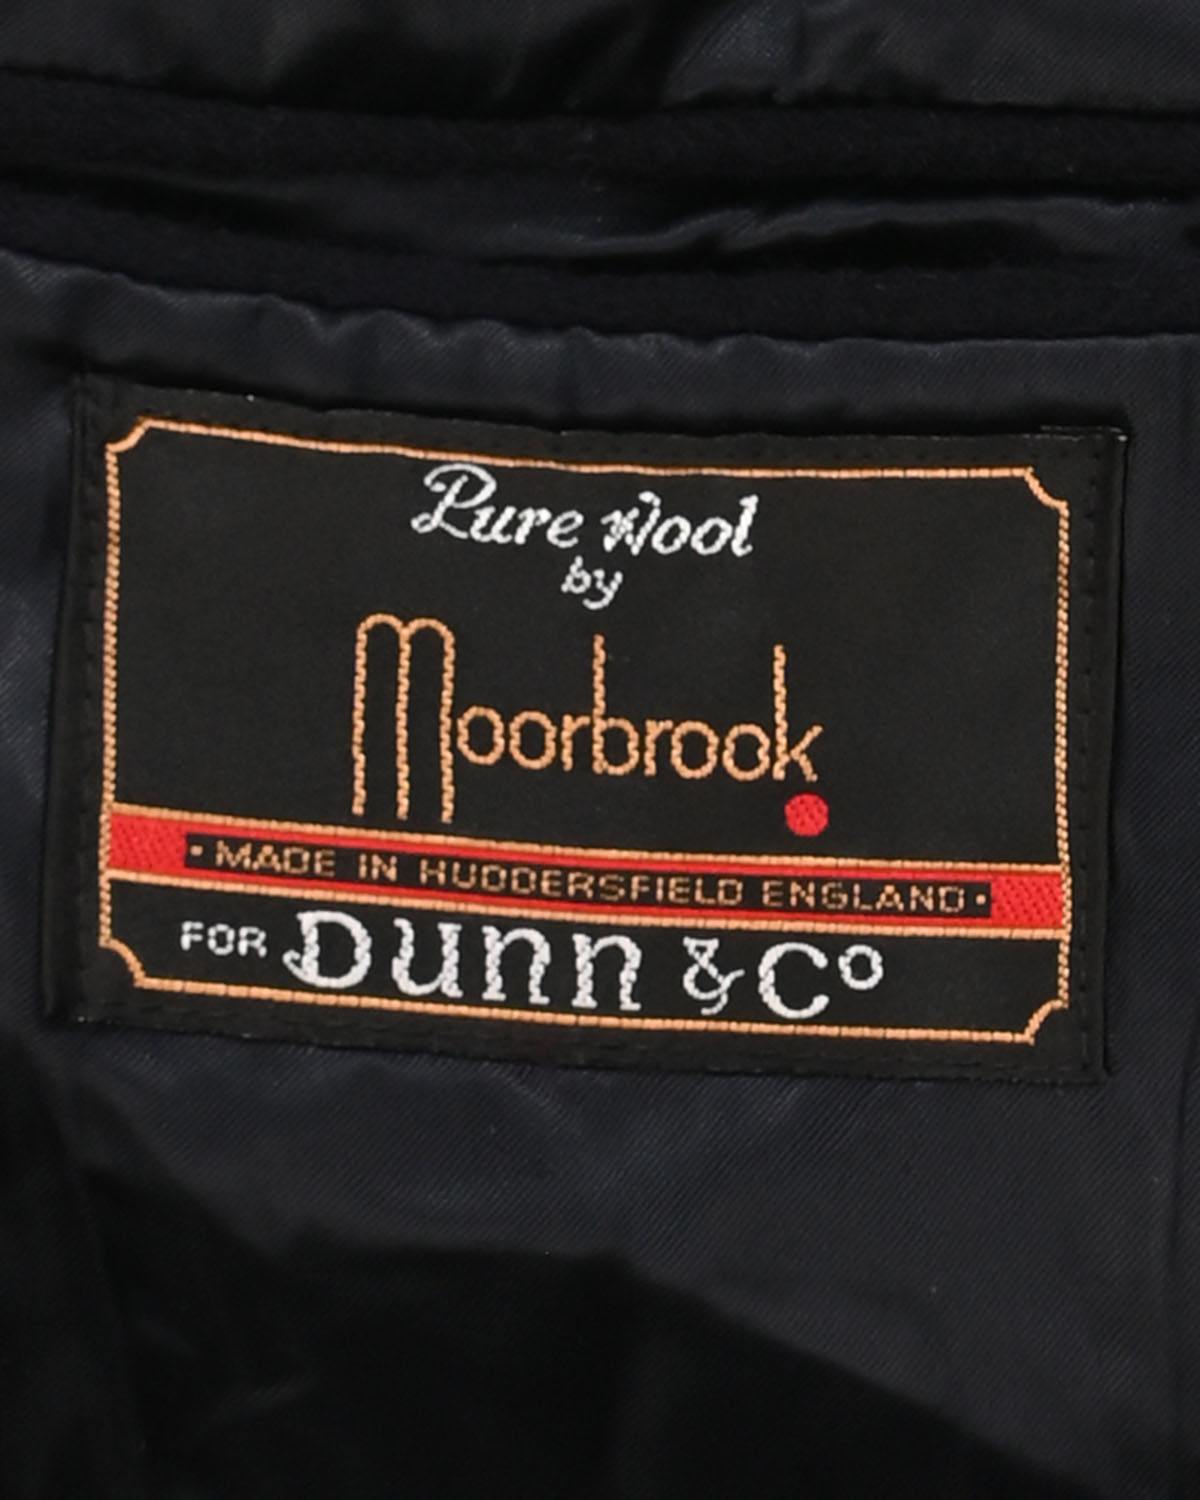 Pure Wool
by
Moorbrook
• MADE IN HUDDERSFIELD ENGLAND •
FOR Dunn & Cº